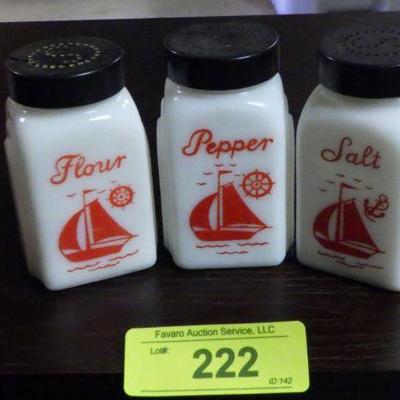 Flour
Pepper
Salt
Favaro Auction Service, LLC
Lot#:
222
ID:142